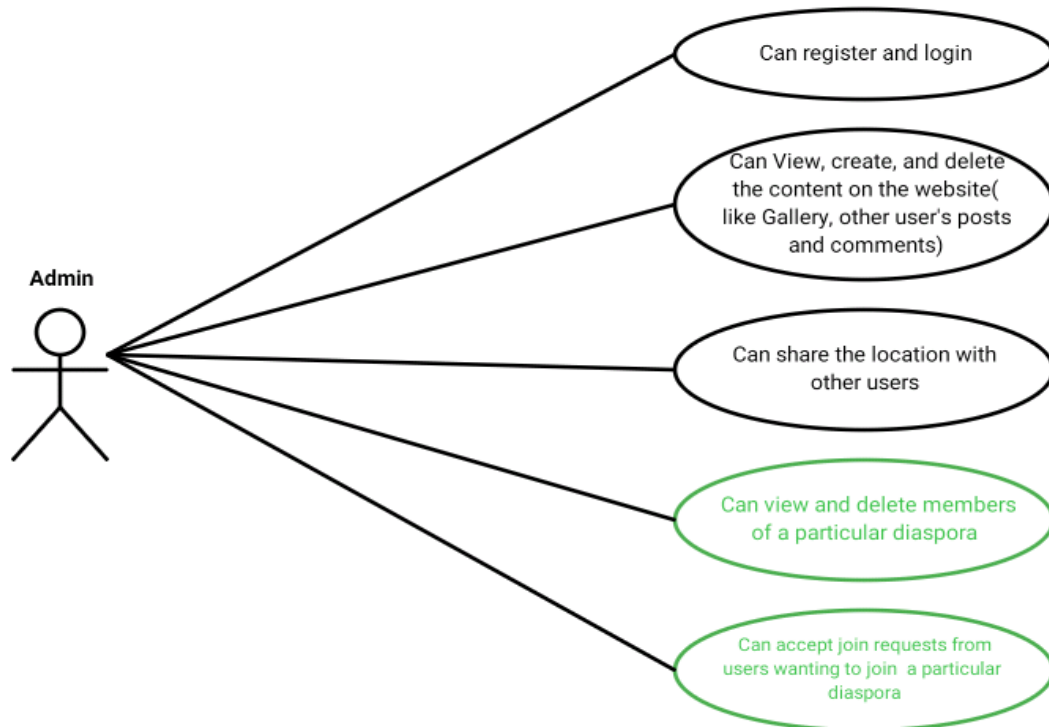 Can register and login
Can View, create, and delete
the content on the website(
like Gallery, other user's posts
and comments)
Admin
Can share the location with
other users
Can view and delete members
of a particular diaspora
Can accept join requests from
users wanting to join a particular
diaspora